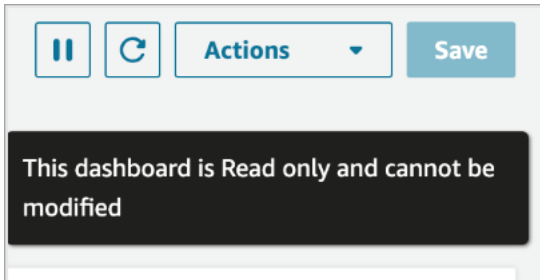 Actions Save
This dashboard is Read only and cannot be
modified